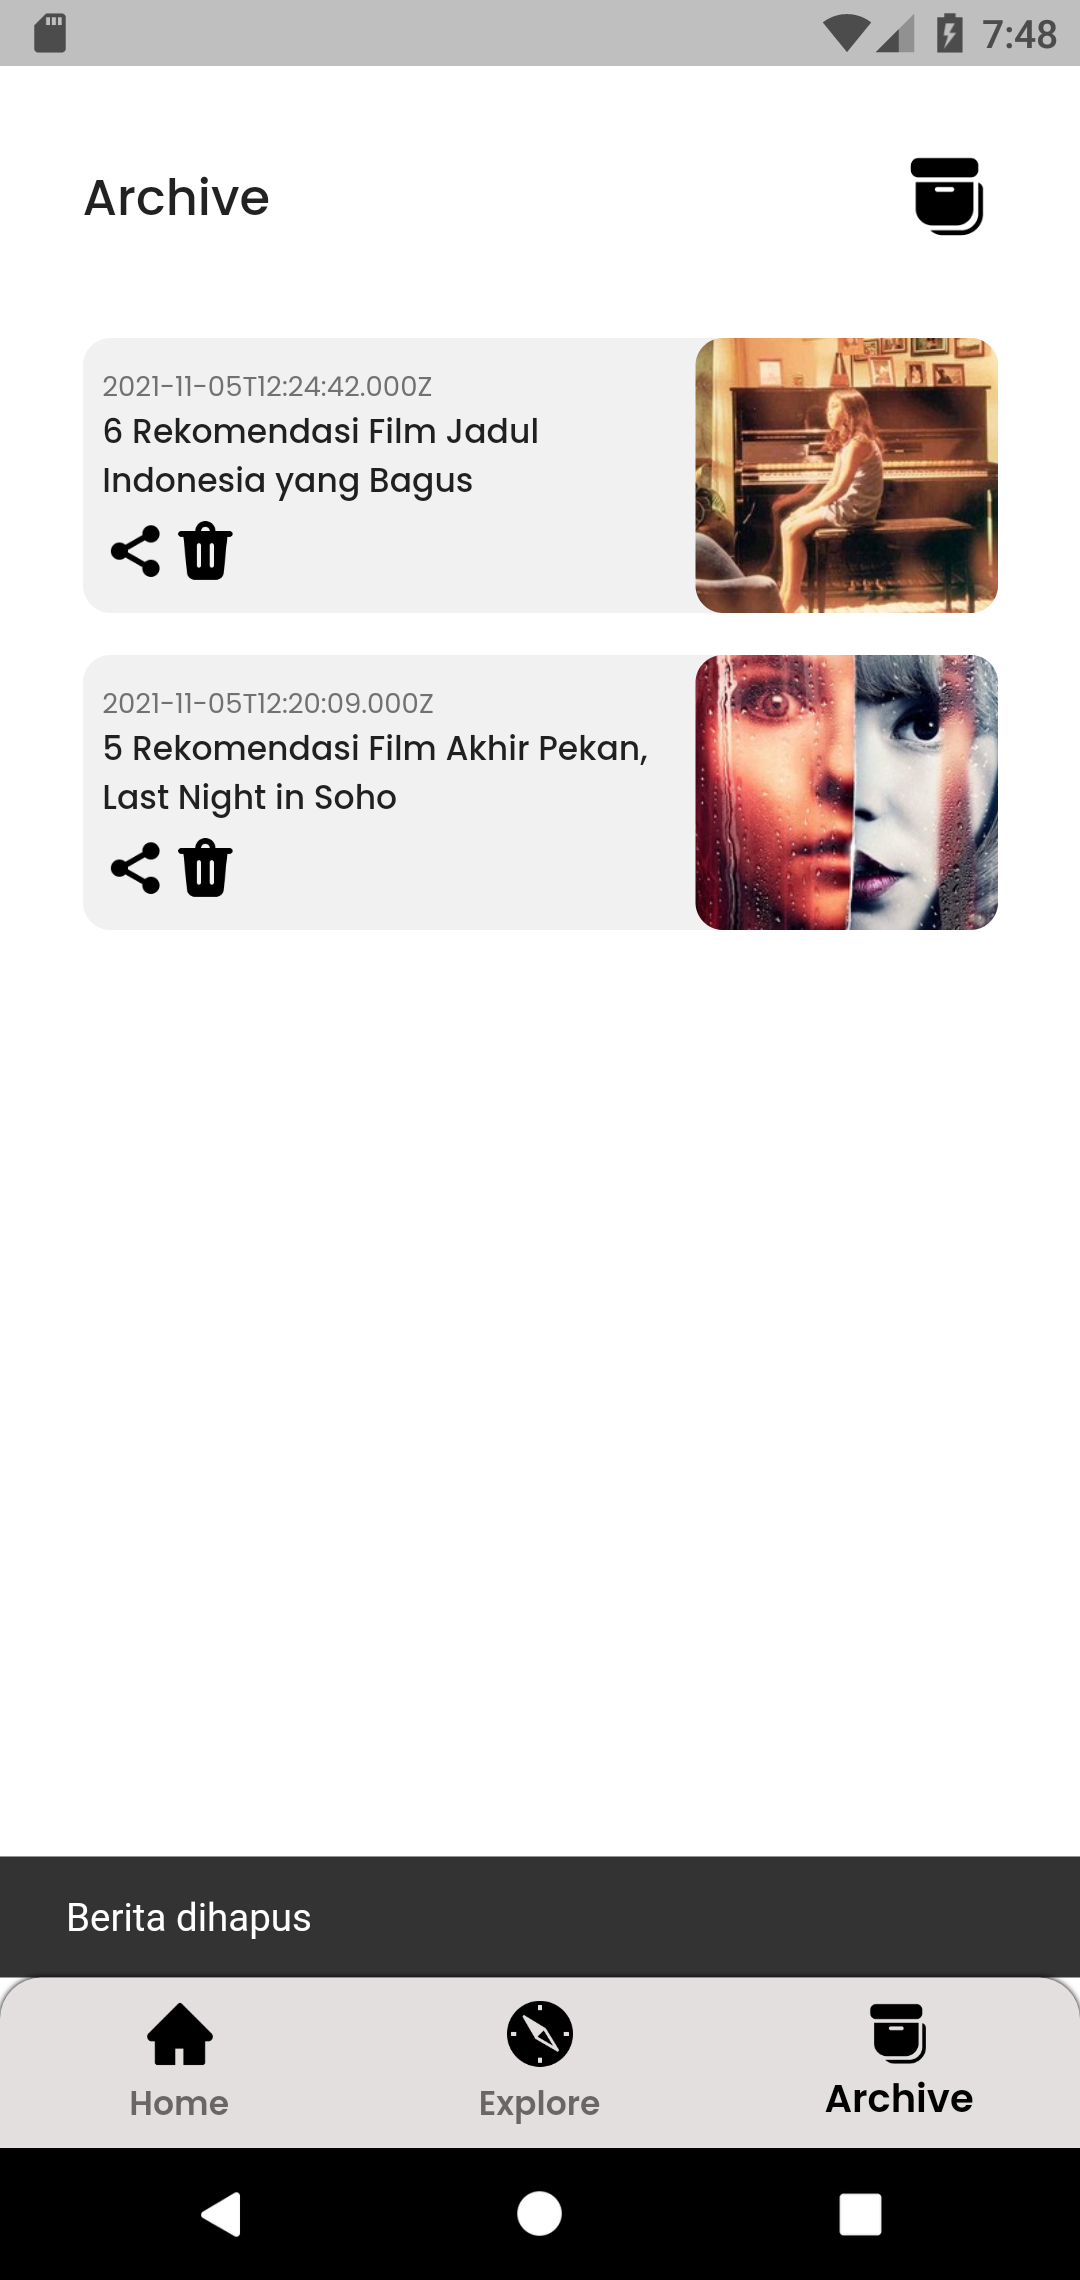 7:48
Archive
2021-11-05T12:24:42.000Z
6 Rekomendasi Film Jadul
Indonesia yang Bagus
2021-11-05T12:20:09.000Z
5 Rekomendasi Film Akhir Pekan,
Last Night in Soho
Berita dihapus
Home
Explore
Archive